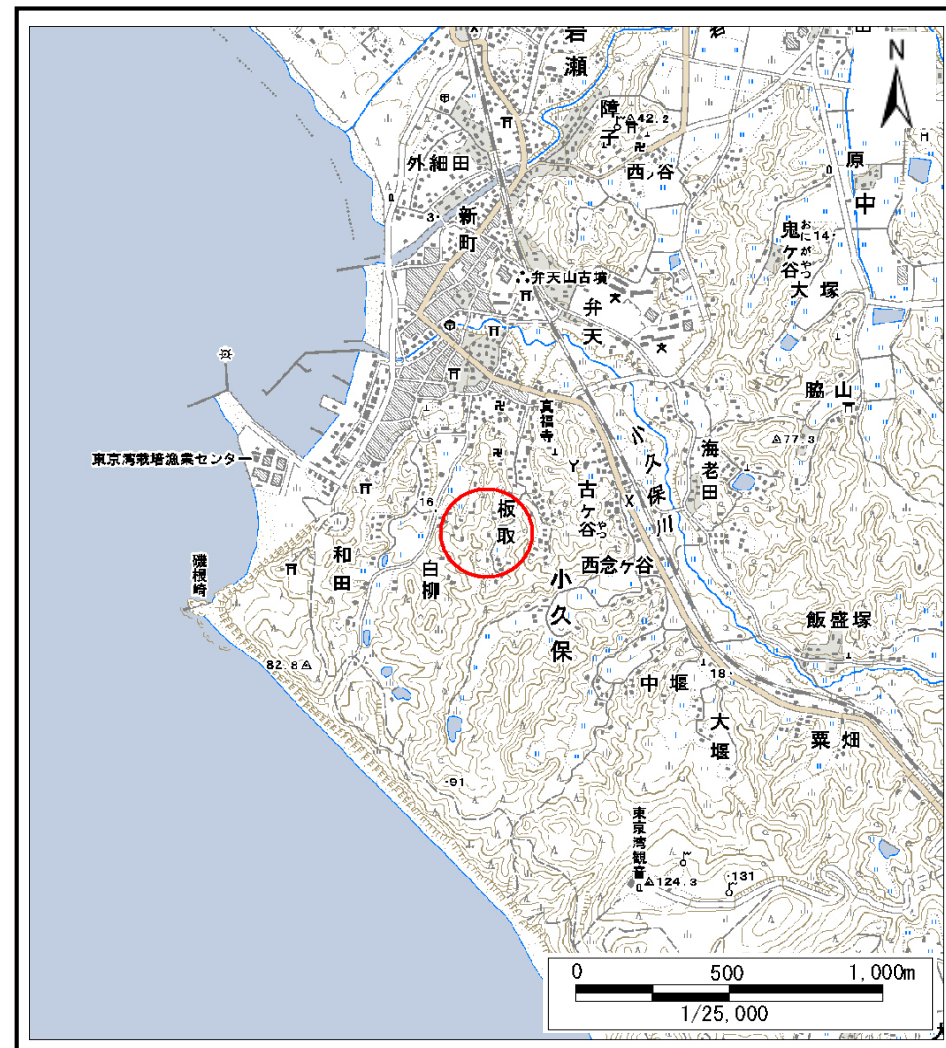 岩瀬
障子
42.2
N
外細田
西ノ谷
原
中
新町
3
鬼ケ谷
おにがやつ
14
弁天山古墳
大塚
弁天
脇山
77.3
真福寺
小久保川
海老田
東京湾栽培漁業センター
古ケ谷
やつ
板取
16
和田
白柳
西念ケ谷
小久保
磯根崎
飯盛塚
82.8
中堰
18
大堰
粟畑
91
東京湾観音
124.3
131
0 500 1,000m
1/25,000